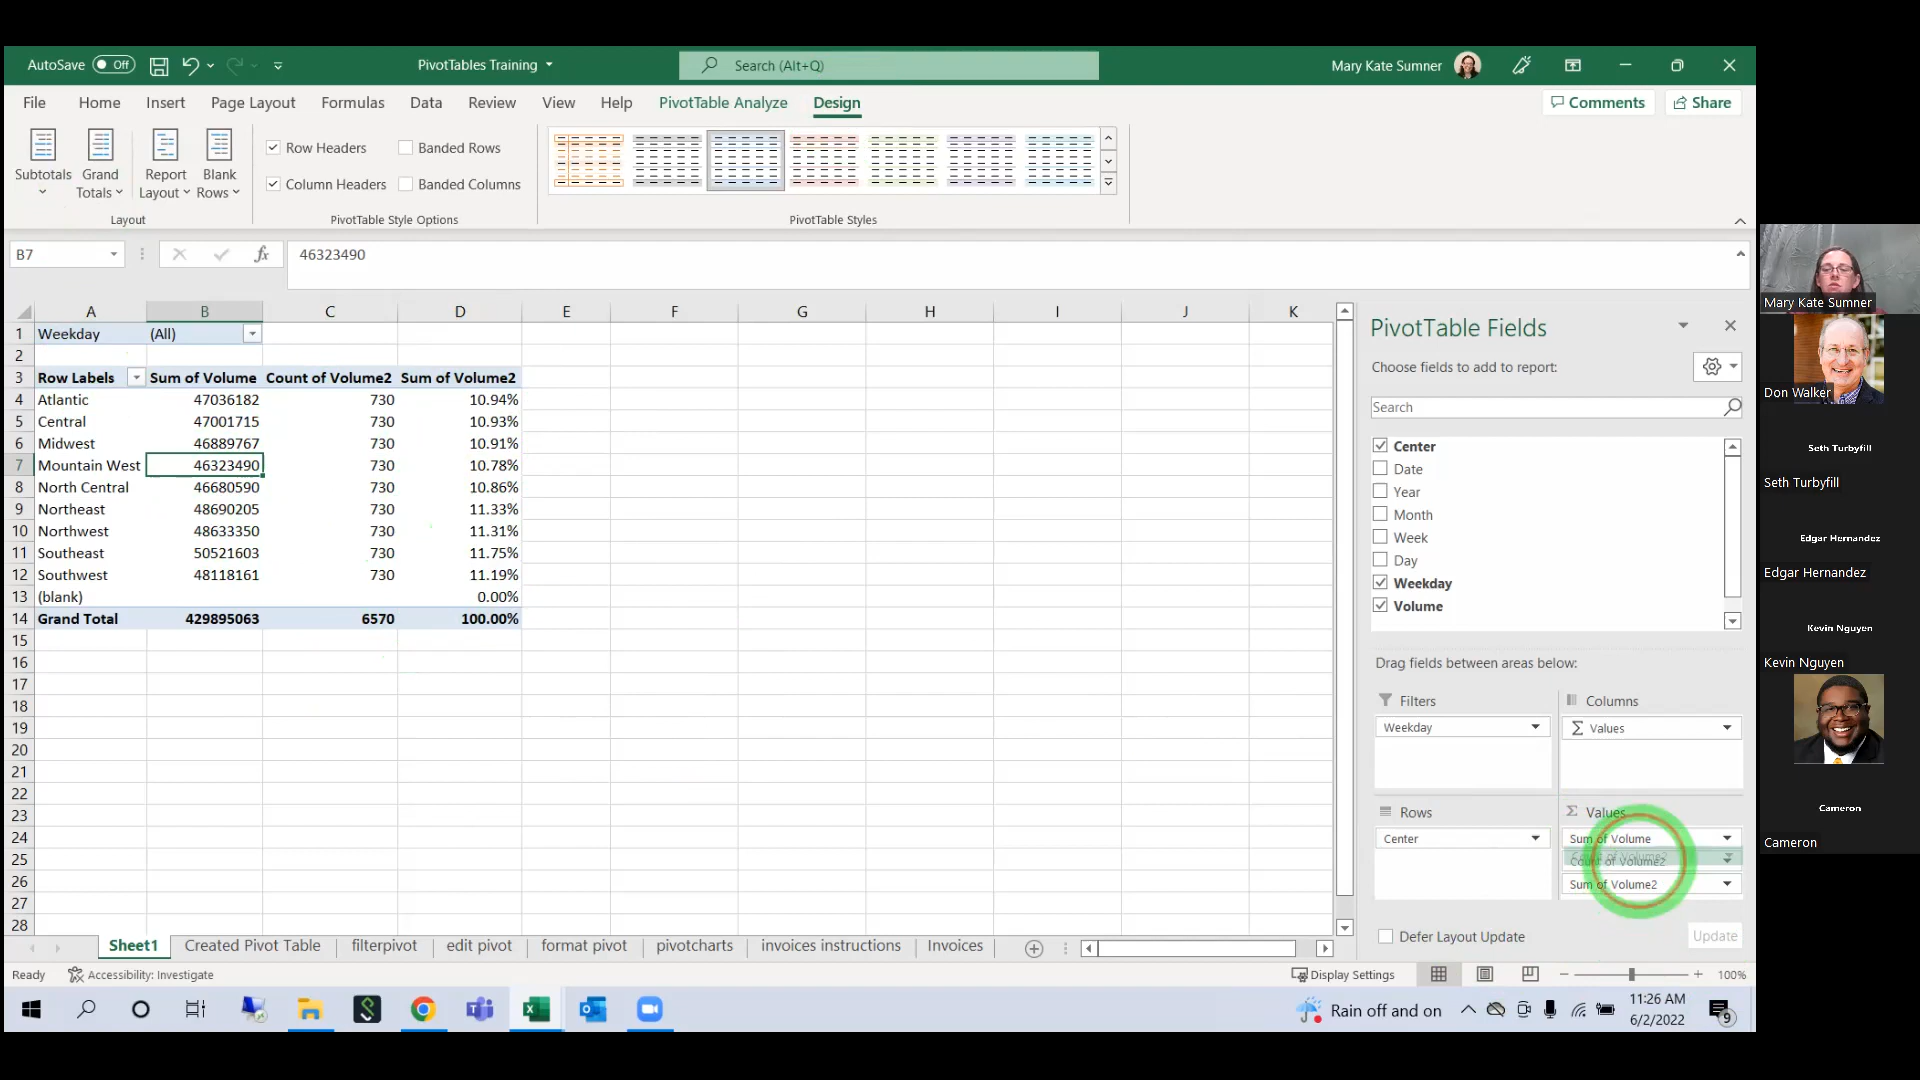 AutoSave Off
PivotTables Training
Search (Alt+Q)
Mary Kate Sumner
File Home Insert Page Layout Formulas Data Review View Help PivotTable Analyze Design
Comments Share
Subtotals
Grand Totals
Report Layout
Blank Rows
Row Headers Banded Rows
Column Headers Banded Columns
Layout PivotTable Style Options PivotTable Styles
B7 fx 46323490
A B C D E F G H I J K
1 Weekday (All)
2
3 Row Labels Sum of Volume Count of Volume2 Sum of Volume2
4 Atlantic 47036182 730 10.94%
5 Central 47001715 730 10.93%
6 Midwest 46889767 730 10.91%
7 Mountain West 46323490 730 10.78%
8 North Central 46680590 730 10.86%
9 Northeast 48690205 730 11.33%
10 Northwest 48633350 730 11.31%
11 Southeast 50521603 730 11.75%
12 Southwest 48118161 730 11.19%
13 (blank) 0.00%
14 Grand Total 429895063 6570 100.00%
15
16
17
18
19
20
21
22
23
24
25
26
27
28
PivotTable Fields
Choose fields to add to report:
Search
Center
Date
Year
Month
Week
Day
Weekday
Volume
Drag fields between areas below:
Filters Columns
Weekday Σ Values
Rows Σ Values
Center Sum of Volume
Count of Volume2
Sum of Volume2
Defer Layout Update Update
Sheet1 Created Pivot Table filterpivot edit pivot format pivot pivotcharts invoices instructions Invoices
Ready Accessibility: Investigate Display Settings 100%
Rain off and on
11:26 AM
6/2/2022
9
Mary Kate Sumner
Don Walker
Seth Turbyfill
Seth Turbyfill
Edgar Hernandez
Edgar Hernandez
Kevin Nguyen
Kevin Nguyen
Cameron
Cameron